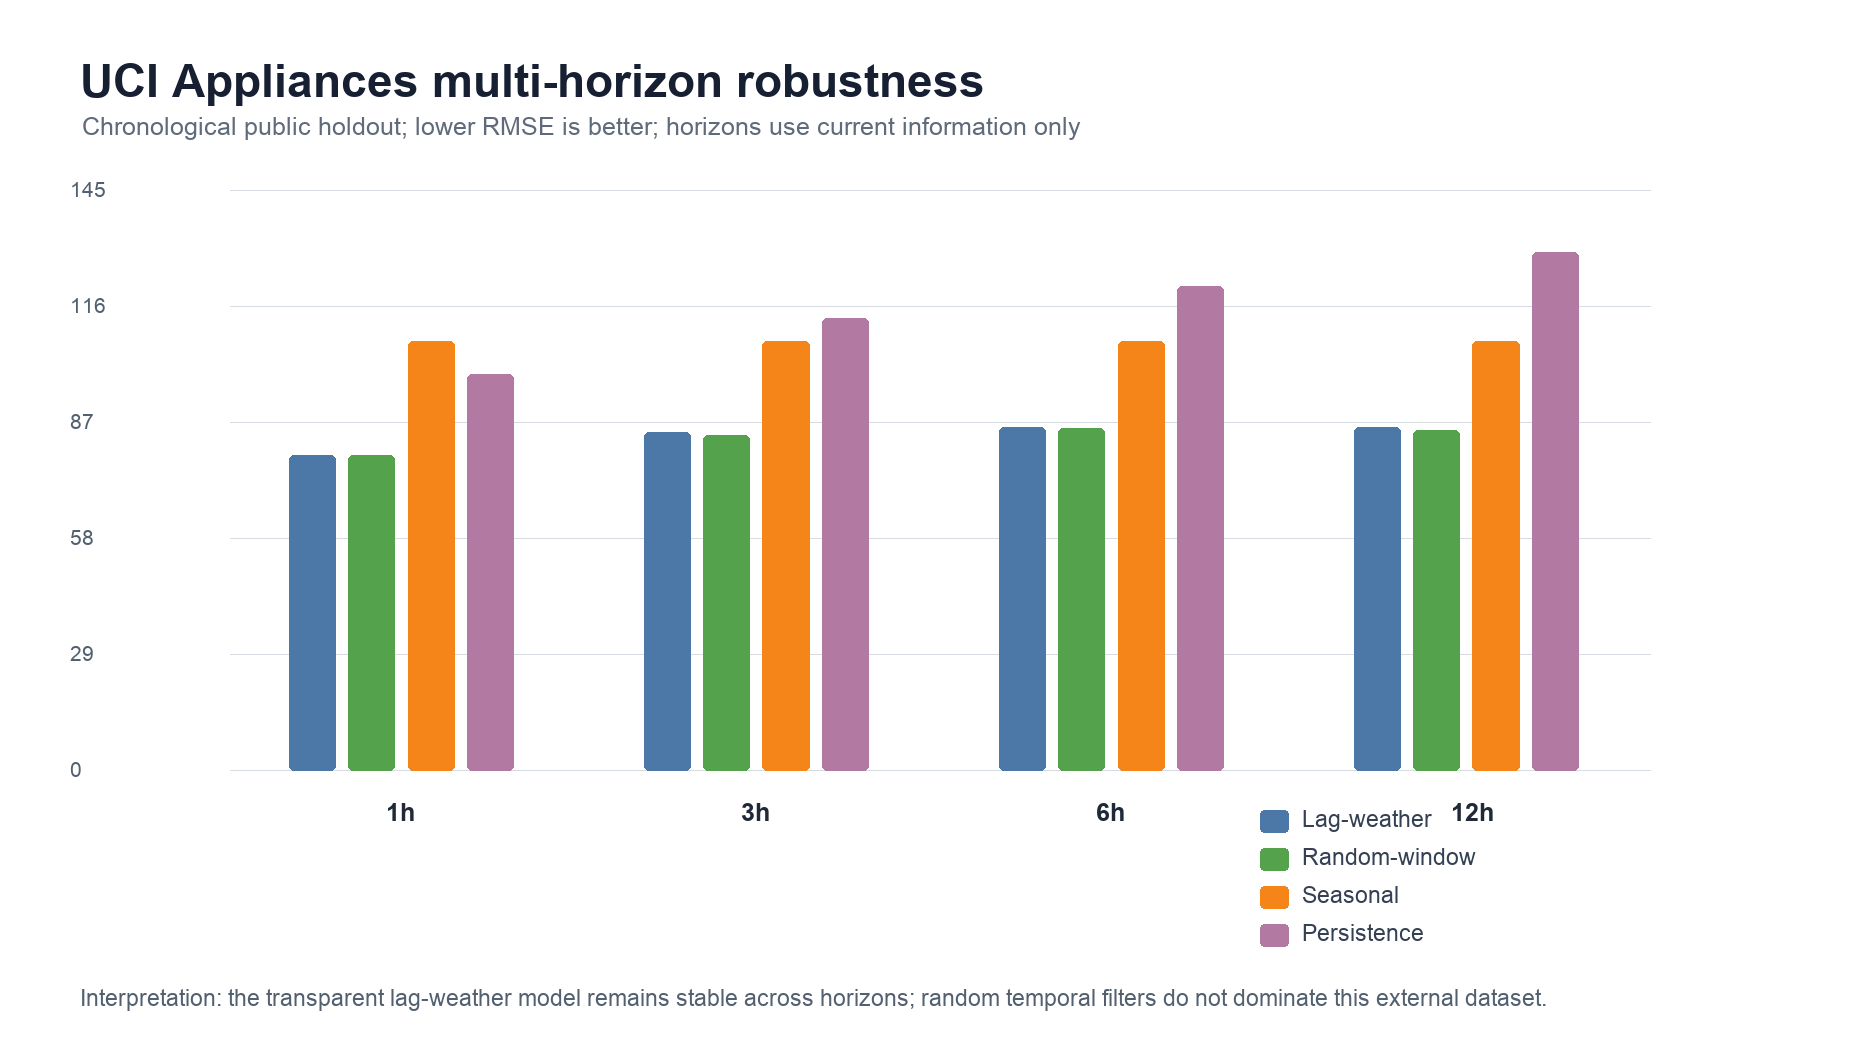 UCI Appliances multi-horizon robustness
Chronological public holdout; lower RMSE is better; horizons use current information only
145
116
87
58
29
0
1h 3h 6h 12h
Lag-weather
Random-window
Seasonal
Persistence
Interpretation: the transparent lag-weather model remains stable across horizons; random temporal filters do not dominate this external dataset.